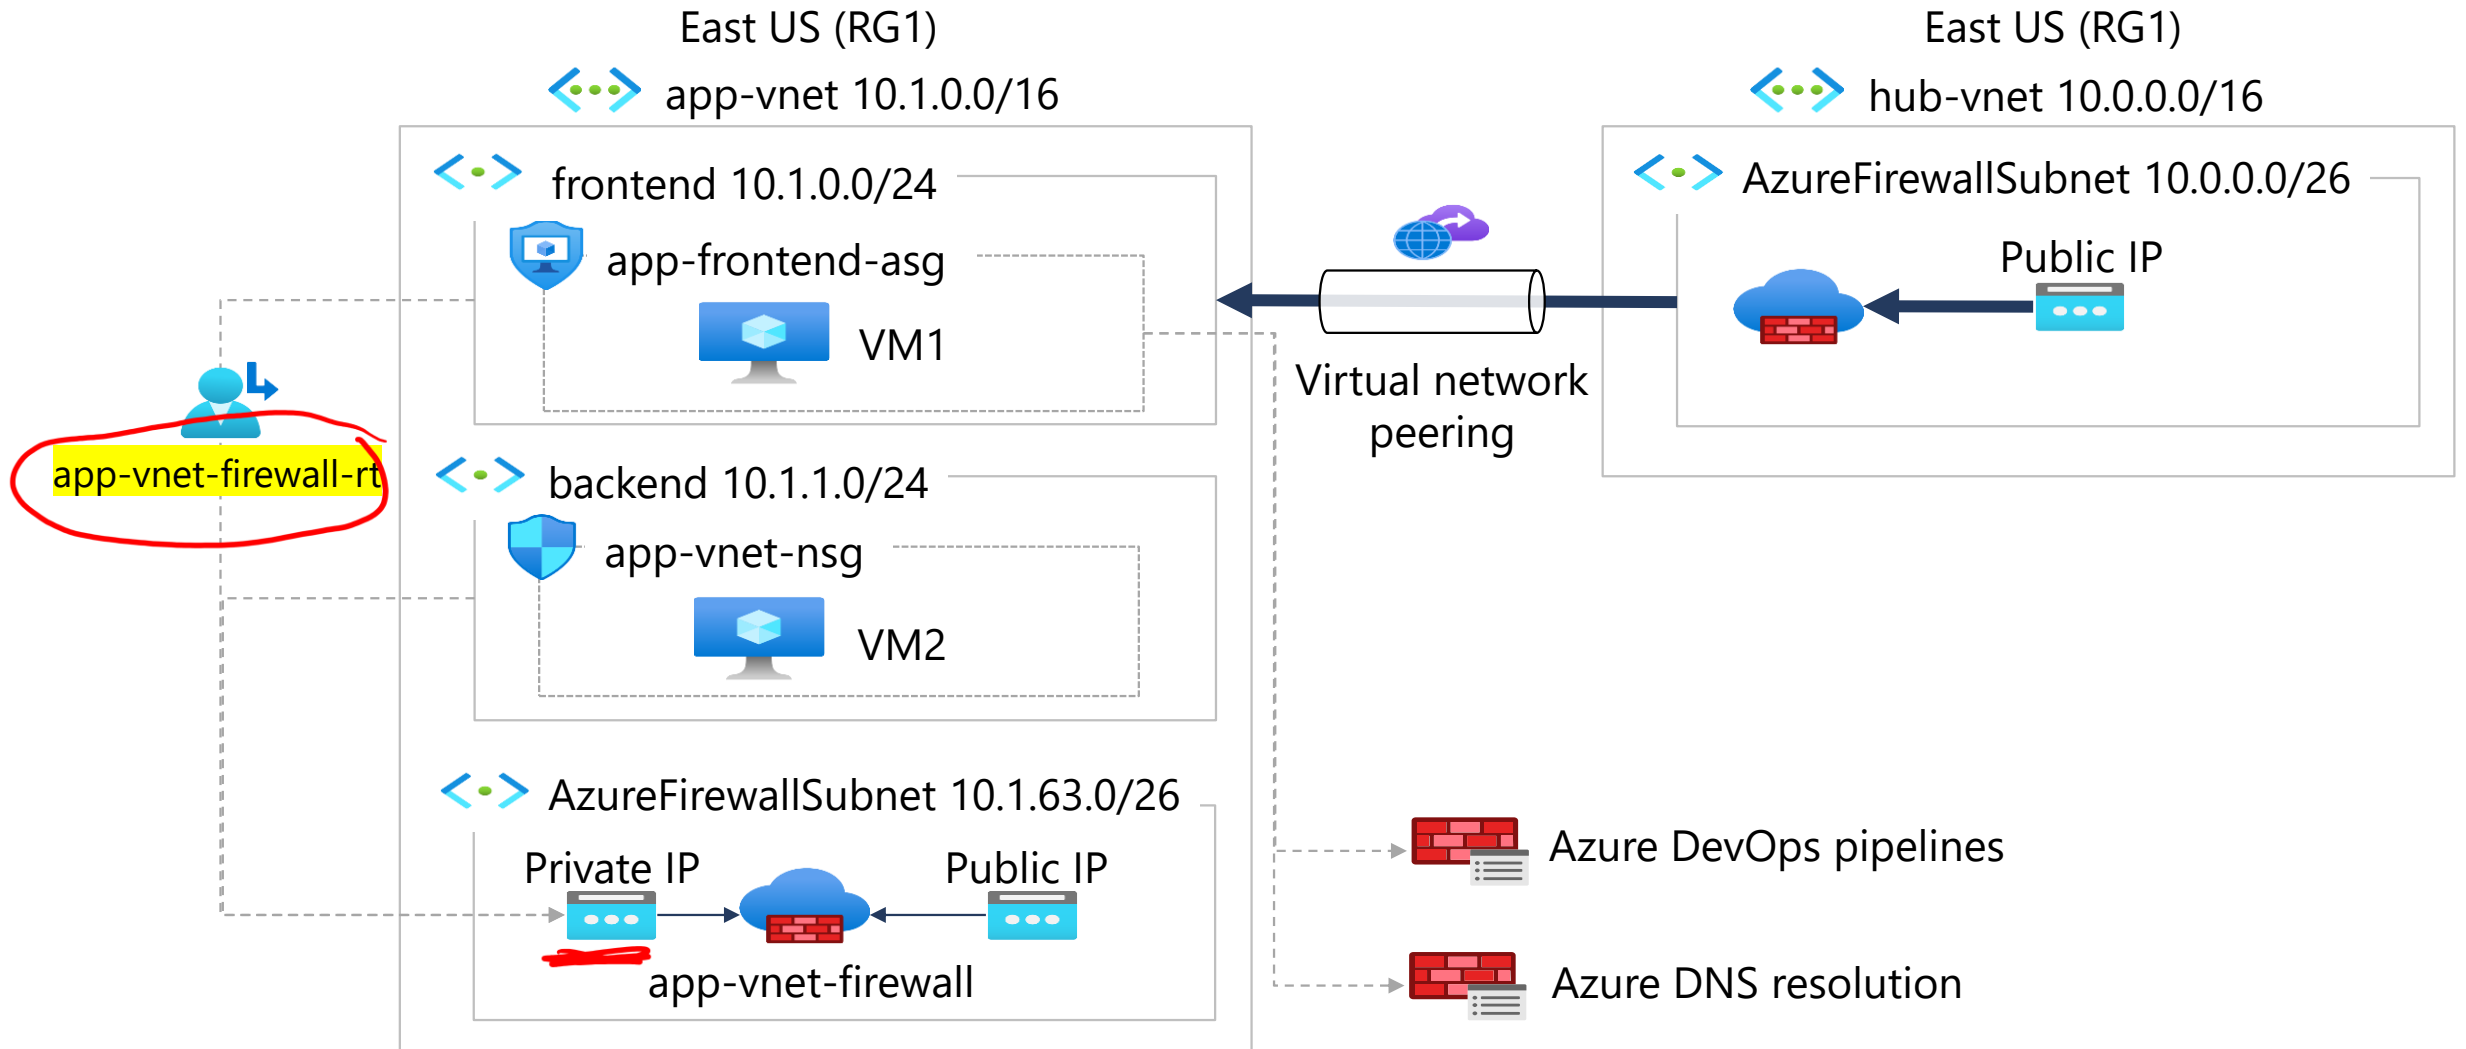 East US (RG1)
app-vnet 10.1.0.0/16
frontend 10.1.0.0/24
app-frontend-asg
VM1
app-vnet-firewall-rt
backend 10.1.1.0/24
app-vnet-nsg
VM2
AzureFirewallSubnet 10.1.63.0/26
Private IP
Public IP
app-vnet-firewall
Virtual network
peering
East US (RG1)
hub-vnet 10.0.0.0/16
AzureFirewallSubnet 10.0.0.0/26
Public IP
Azure DevOps pipelines
Azure DNS resolution